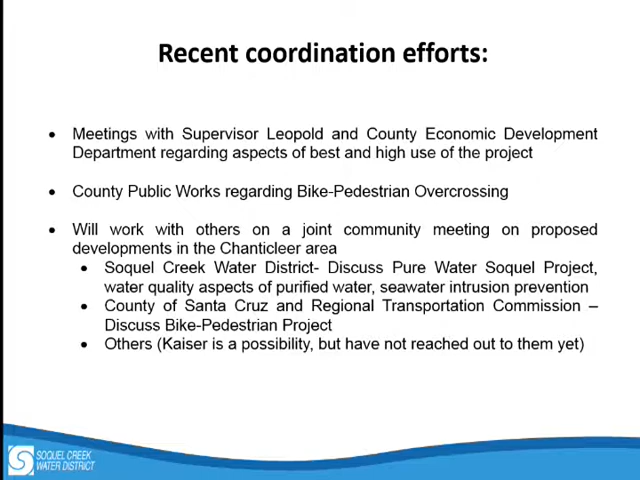 Recent coordination efforts:
• Meetings with Supervisor Leopold and County Economic Development
Department regarding aspects of best and high use of the project
• County Public Works regarding Bike-Pedestrian Overcrossing
• Will work with others on a joint community meeting on proposed
developments in the Chanticleer area
• Soquel Creek Water District- Discuss Pure Water Soquel Project,
water quality aspects of purified water, seawater intrusion prevention
• County of Santa Cruz and Regional Transportation Commission –
Discuss Bike-Pedestrian Project
• Others (Kaiser is a possibility, but have not reached out to them yet)
SOQUEL CREEK
WATER DISTRICT